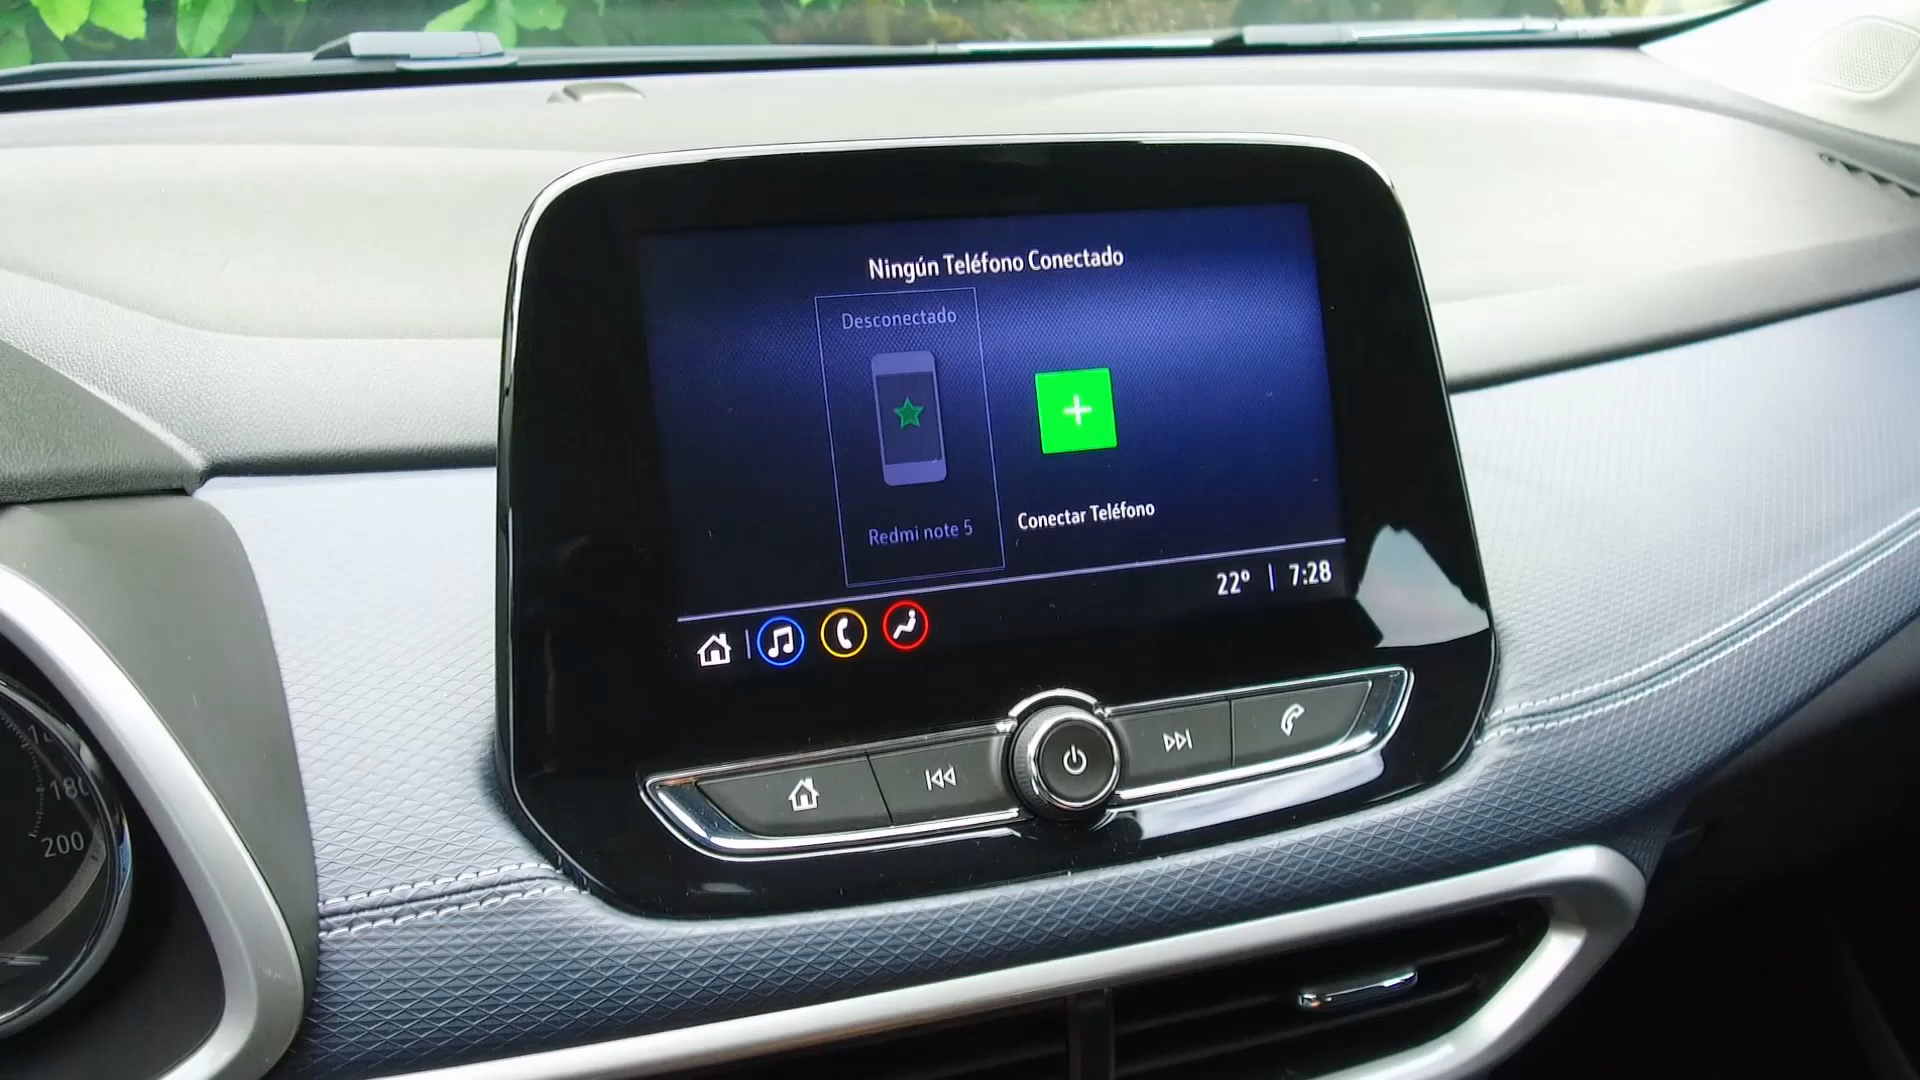 Ningún Teléfono Conectado
Desconectado
Redmi note 5
Conectar Teléfono
22° | 7:28
180
200